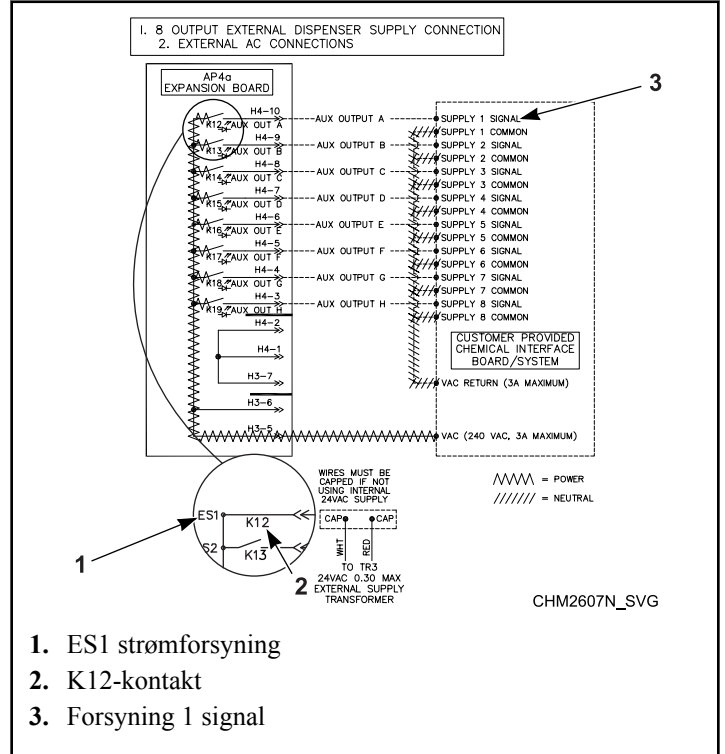 1. 8 OUTPUT EXTERNAL DISPENSER SUPPLY CONNECTION
2. EXTERNAL AC CONNECTIONS
AP4a
EXPANSION BOARD
3
H4-10
K12 AUX OUT A
AUX OUTPUT A
SUPPLY 1 SIGNAL
SUPPLY 1 COMMON
H4-9
K13 AUX OUT B
AUX OUTPUT B
SUPPLY 2 SIGNAL
SUPPLY 2 COMMON
H4-8
K14 AUX OUT C
AUX OUTPUT C
SUPPLY 3 SIGNAL
SUPPLY 3 COMMON
H4-7
K15 AUX OUT D
AUX OUTPUT D
SUPPLY 4 SIGNAL
SUPPLY 4 COMMON
H4-6
K16 AUX OUT E
AUX OUTPUT E
SUPPLY 5 SIGNAL
SUPPLY 5 COMMON
H4-5
K17 AUX OUT F
AUX OUTPUT F
SUPPLY 6 SIGNAL
SUPPLY 6 COMMON
H4-4
K18 AUX OUT G
AUX OUTPUT G
SUPPLY 7 SIGNAL
SUPPLY 7 COMMON
H4-3
K19 AUX OUT H
AUX OUTPUT H
SUPPLY 8 SIGNAL
SUPPLY 8 COMMON
H4-2
H4-1
H3-7
H3-6
H3-5
CUSTOMER PROVIDED
CHEMICAL INTERFACE
BOARD/SYSTEM
VAC RETURN (3A MAXIMUM)
VAC (240 VAC, 3A MAXIMUM)
= POWER
= NEUTRAL
WIRES MUST BE
CAPPED IF NOT
USING INTERNAL
24VAC SUPPLY
CAP CAP
WHT RED
TO TR3
24VAC 0.30 MAX
EXTERNAL SUPPLY
TRANSFORMER
ES1
K12
S2
K13
1
2
CHM2607N_SVG
1. ES1 strømforsyning
2. K12-kontakt
3. Forsyning 1 signal